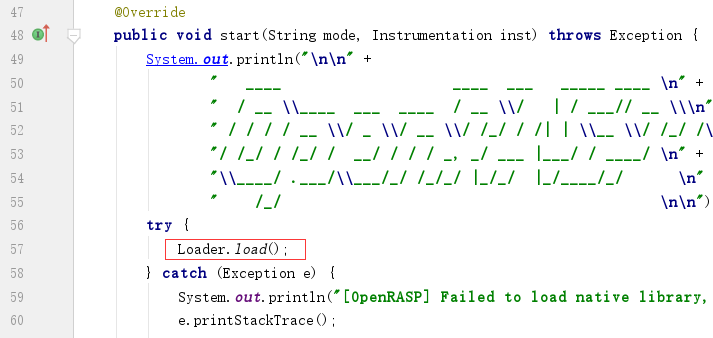 47 @Override
48 public void start(String mode, Instrumentation inst) throws Exception {
49 System.out.println("\n\n" +
50 "   ____                   ____  ___   _____ ____ \n" +
51 "  / __ \\____  ___  ____  / __ \\/   | / ___// __ \\\n"
52 " / / / / __ \\/ _ \\/ __ \\/ /_/ / /| | \\__ \\/ /_/ /\
53 "/ /_/ / /_/ /  __/ / / / _, _/ ___ |___/ / ____/ \n" +
54 "\\____/ .___/\\___/_/ /_/_/ |_/_/  |_/____/_/      \n"
55 "    /_/                                          \n\n")
56 try {
57 Loader.load();
58 } catch (Exception e) {
59 System.out.println("[OpenRASP] Failed to load native library,
60 e.printStackTrace();